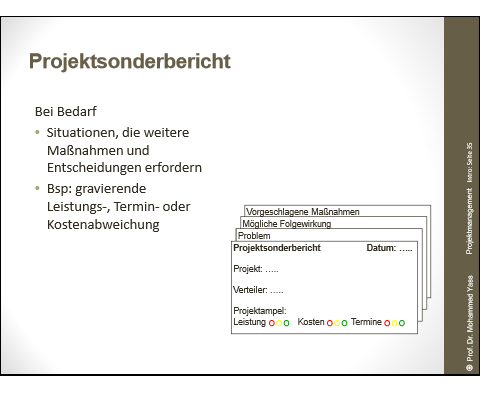 Projektsonderbericht
Bei Bedarf
• Situationen, die weitere
Maßnahmen und
Entscheidungen erfordern
• Bsp: gravierende
Leistungs-, Termin- oder
Kostenabweichung
Vorgeschlagene Maßnahmen
Mögliche Folgewirkung
Problem
Projektsonderbericht Datum: .....
Projekt: .....
Verteiler: .....
Projektampel:
Leistung Kosten Termine
® Prof. Dr. Mohammed Yass Projektmanagement Intro: Seite 35